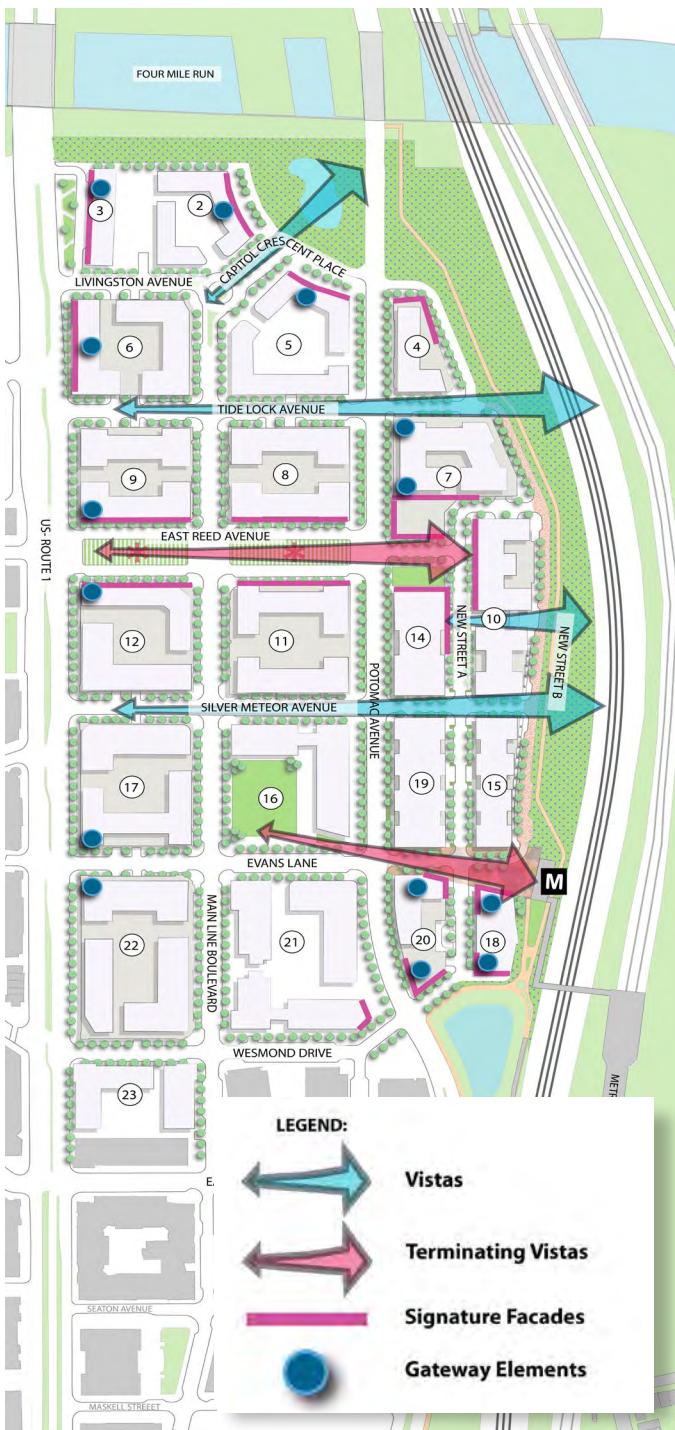 FOUR MILE RUN
3
2
CAPITOL CRESCENT PLACE
LIVINGSTON AVENUE
6
5
4
TIDE LOCK AVENUE
9
8
7
US- ROUTE 1
EAST REED AVENUE
12
11
14
NEW STREET A
10
NEW STREET B
POTOMAC AVENUE
SILVER METEOR AVENUE
17
16
19
15
EVANS LANE
M
22
MAIN LINE BOULEVARD
21
20
18
WESMOND DRIVE
23
METR
E.
LEGEND:
Vistas
Terminating Vistas
Signature Facades
Gateway Elements
SEATON AVENUE
MASKELL STREEET